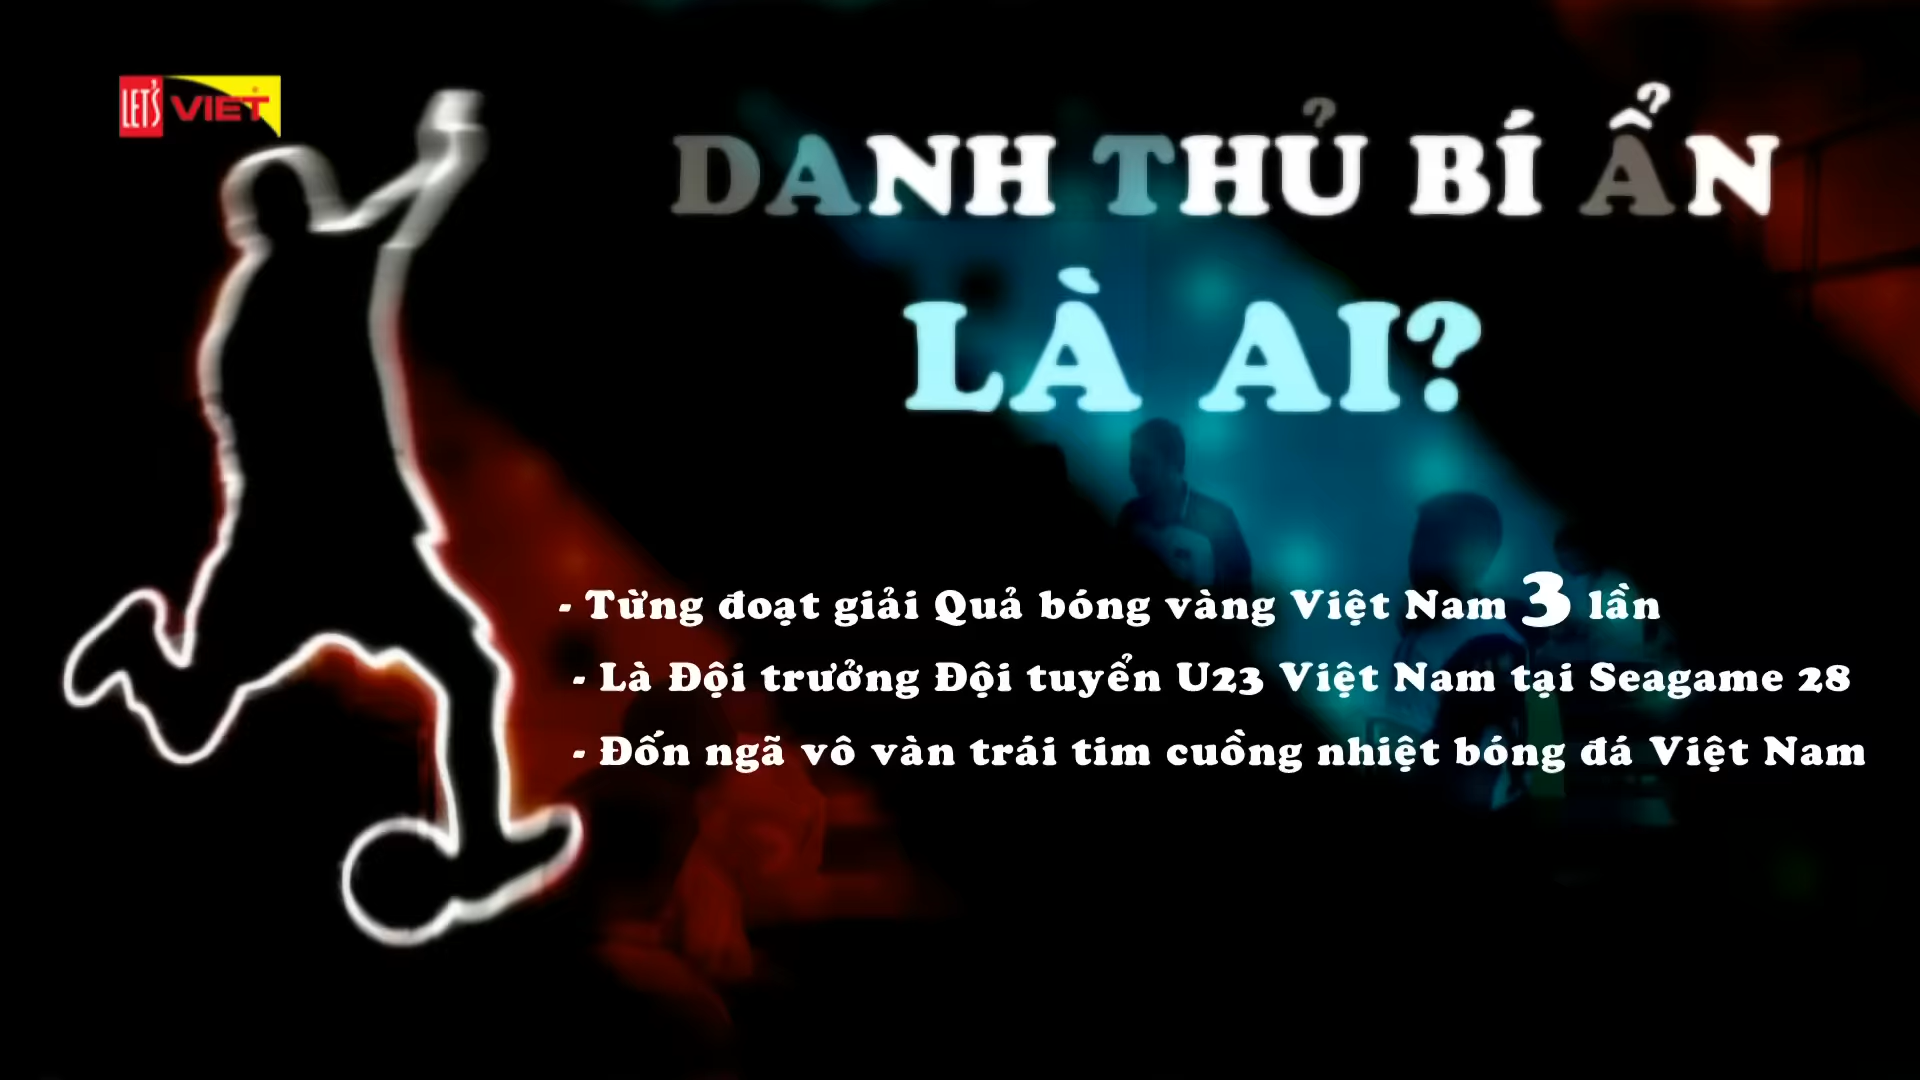 LET'S VIET
DANH THỦ BÍ ẨN
LÀ AI?
- Từng đoạt giải Quả bóng vàng Việt Nam 3 lần
- Là Đội trưởng Đội tuyển U23 Việt Nam tại Seagame 28
- Đốn ngã vô vàn trái tim cuồng nhiệt bóng đá Việt Nam